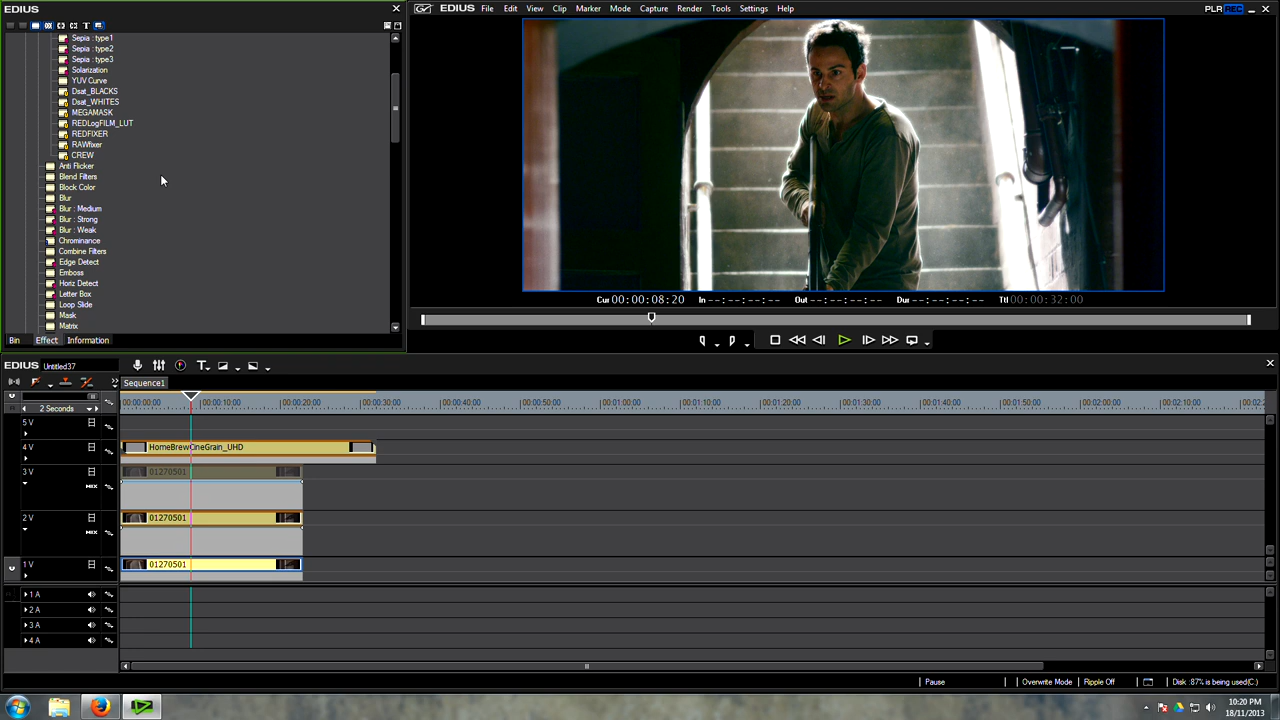 EDIUS
T
Sepia : type1
Sepia : type2
Sepia : type3
Solarization
YUV Curve
Dsat_BLACKS
Dsat_WHITES
MEGAMASK
REDLogFILM_LUT
REDFIXER
RAWfixer
CREW
Anti Flicker
Blend Filters
Block Color
Blur
Blur : Medium
Blur : Strong
Blur : Weak
Chrominance
Combine Filters
Edge Detect
Emboss
Horiz Detect
Letter Box
Loop Slide
Mask
Matrix
Bin Effect Information
EDIUS File Edit View Clip Marker Mode Capture Render Tools Settings Help PLR REC
Cur 00:00:08:20 In --:--:--:-- Out --:--:--:-- Dur --:--:--:-- Ttl 00:00:32:00
EDIUS Untitled37
Sequence1
2 Seconds
00:00:00:00 00:00:10:00 00:00:20:00 00:00:30:00 00:00:40:00 00:00:50:00 00:01:00:00 00:01:10:00 00:01:20:00 00:01:30:00 00:01:40:00 00:01:50:00 00:02:00:00 00:02:10:00 00:02:2
5 V
4 V HomeBrewOneGrain_UHD
3 V 01270501
MIX
2 V 01270501
MIX
1 V 01270501
1 A
2 A
3 A
4 A
Pause Overwrite Mode Ripple Off Disk :87% is being used(C:)
10:20 PM
18/11/2013